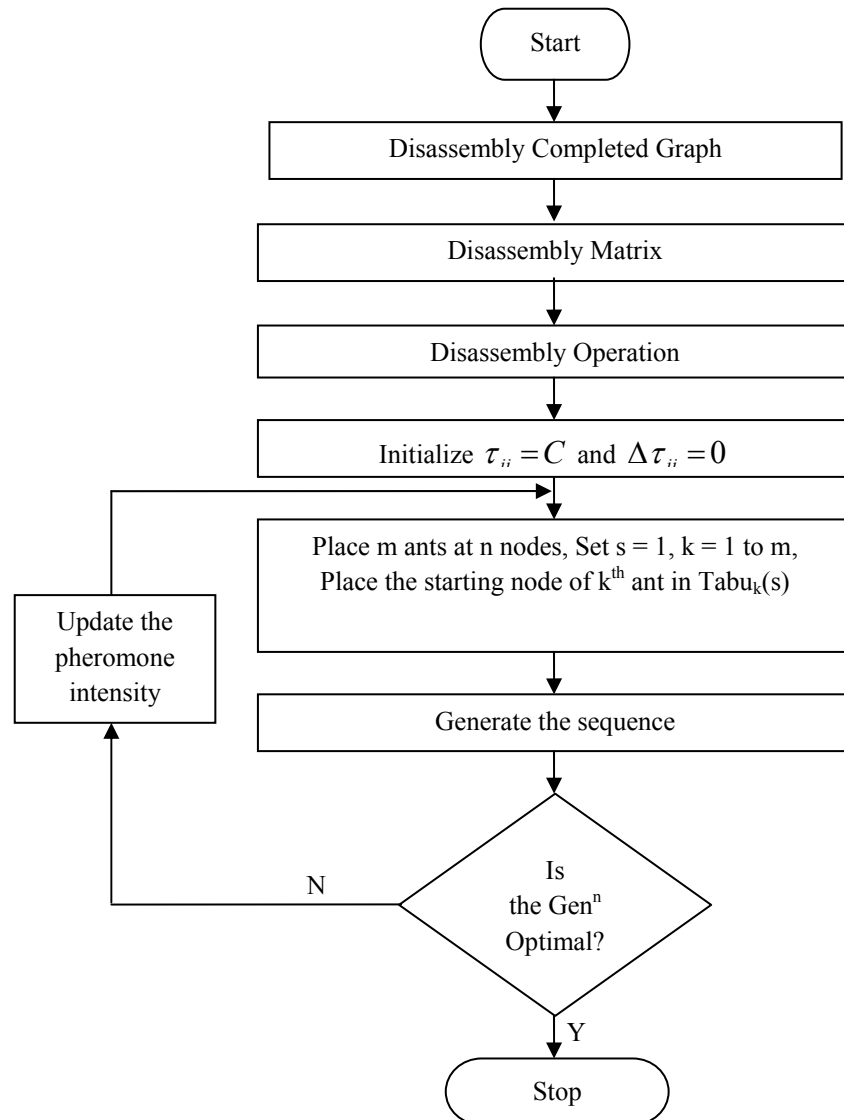 Start
Disassembly Completed Graph
Disassembly Matrix
Disassembly Operation
Initialize τᵢⱼ = C and Δτᵢⱼ = 0
Place m ants at n nodes, Set s = 1, k = 1 to m,
Place the starting node of kᵗʰ ant in Tabuₖ(s)
Update the
pheromone
intensity
Generate the sequence
N
Is
the Genⁿ
Optimal?
Y
Stop